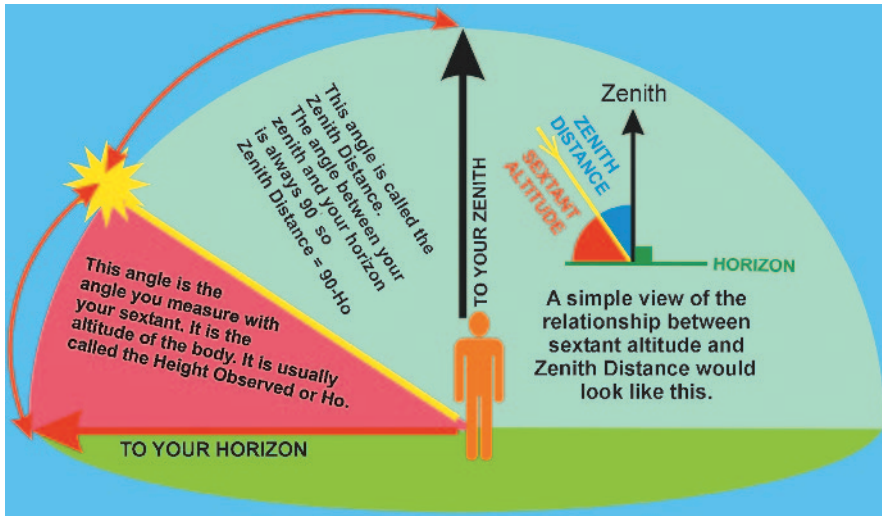 This angle is called the
Zenith Distance.
The angle between your
zenith and your horizon
is always 90 so
Zenith Distance = 90-Ho
This angle is the
angle you measure with
your sextant. It is the
altitude of the body. It is usually
called the Height Observed or Ho.
TO YOUR HORIZON
TO YOUR ZENITH
Zenith
ZENITH
DISTANCE
SEXTANT
ALTITUDE
HORIZON
A simple view of the
relationship between
sextant altitude and
Zenith Distance would
look like this.